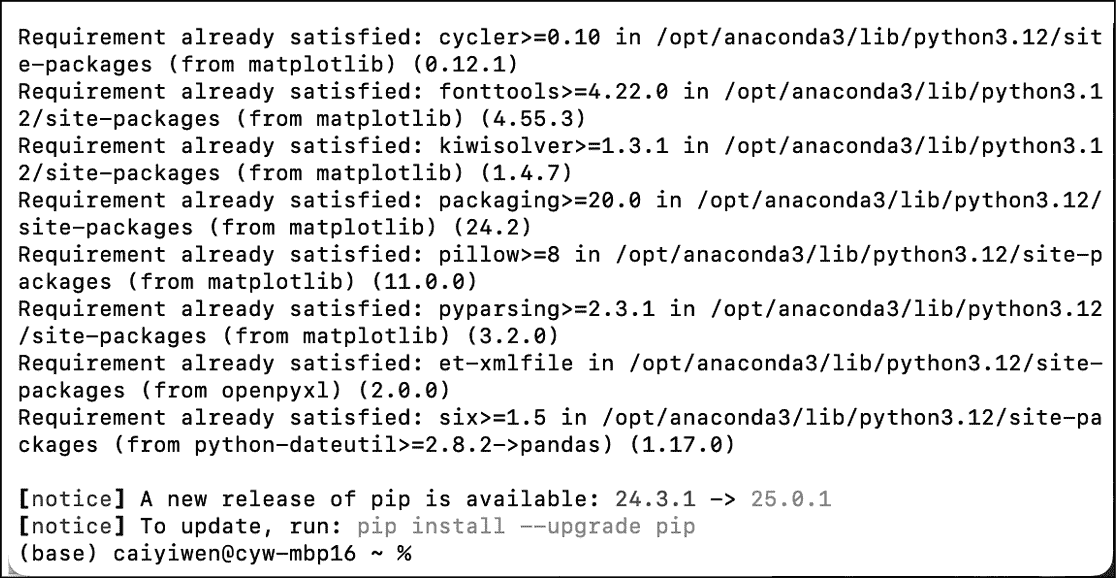 Requirement already satisfied: cycler>=0.10 in /opt/anaconda3/lib/python3.12/sit
e-packages (from matplotlib) (0.12.1)
Requirement already satisfied: fonttools>=4.22.0 in /opt/anaconda3/lib/python3.1
2/site-packages (from matplotlib) (4.55.3)
Requirement already satisfied: kiwisolver>=1.3.1 in /opt/anaconda3/lib/python3.1
2/site-packages (from matplotlib) (1.4.7)
Requirement already satisfied: packaging>=20.0 in /opt/anaconda3/lib/python3.12/
site-packages (from matplotlib) (24.2)
Requirement already satisfied: pillow>=8 in /opt/anaconda3/lib/python3.12/site-p
ackages (from matplotlib) (11.0.0)
Requirement already satisfied: pyparsing>=2.3.1 in /opt/anaconda3/lib/python3.12
/site-packages (from matplotlib) (3.2.0)
Requirement already satisfied: et-xmlfile in /opt/anaconda3/lib/python3.12/site-
packages (from openpyxl) (2.0.0)
Requirement already satisfied: six>=1.5 in /opt/anaconda3/lib/python3.12/site-pa
ckages (from python-dateutil>=2.8.2->pandas) (1.17.0)
[notice] A new release of pip is available: 24.3.1 -> 25.0.1
[notice] To update, run: pip install --upgrade pip
(base) caiyiwen@cyw-mbp16 ~ %